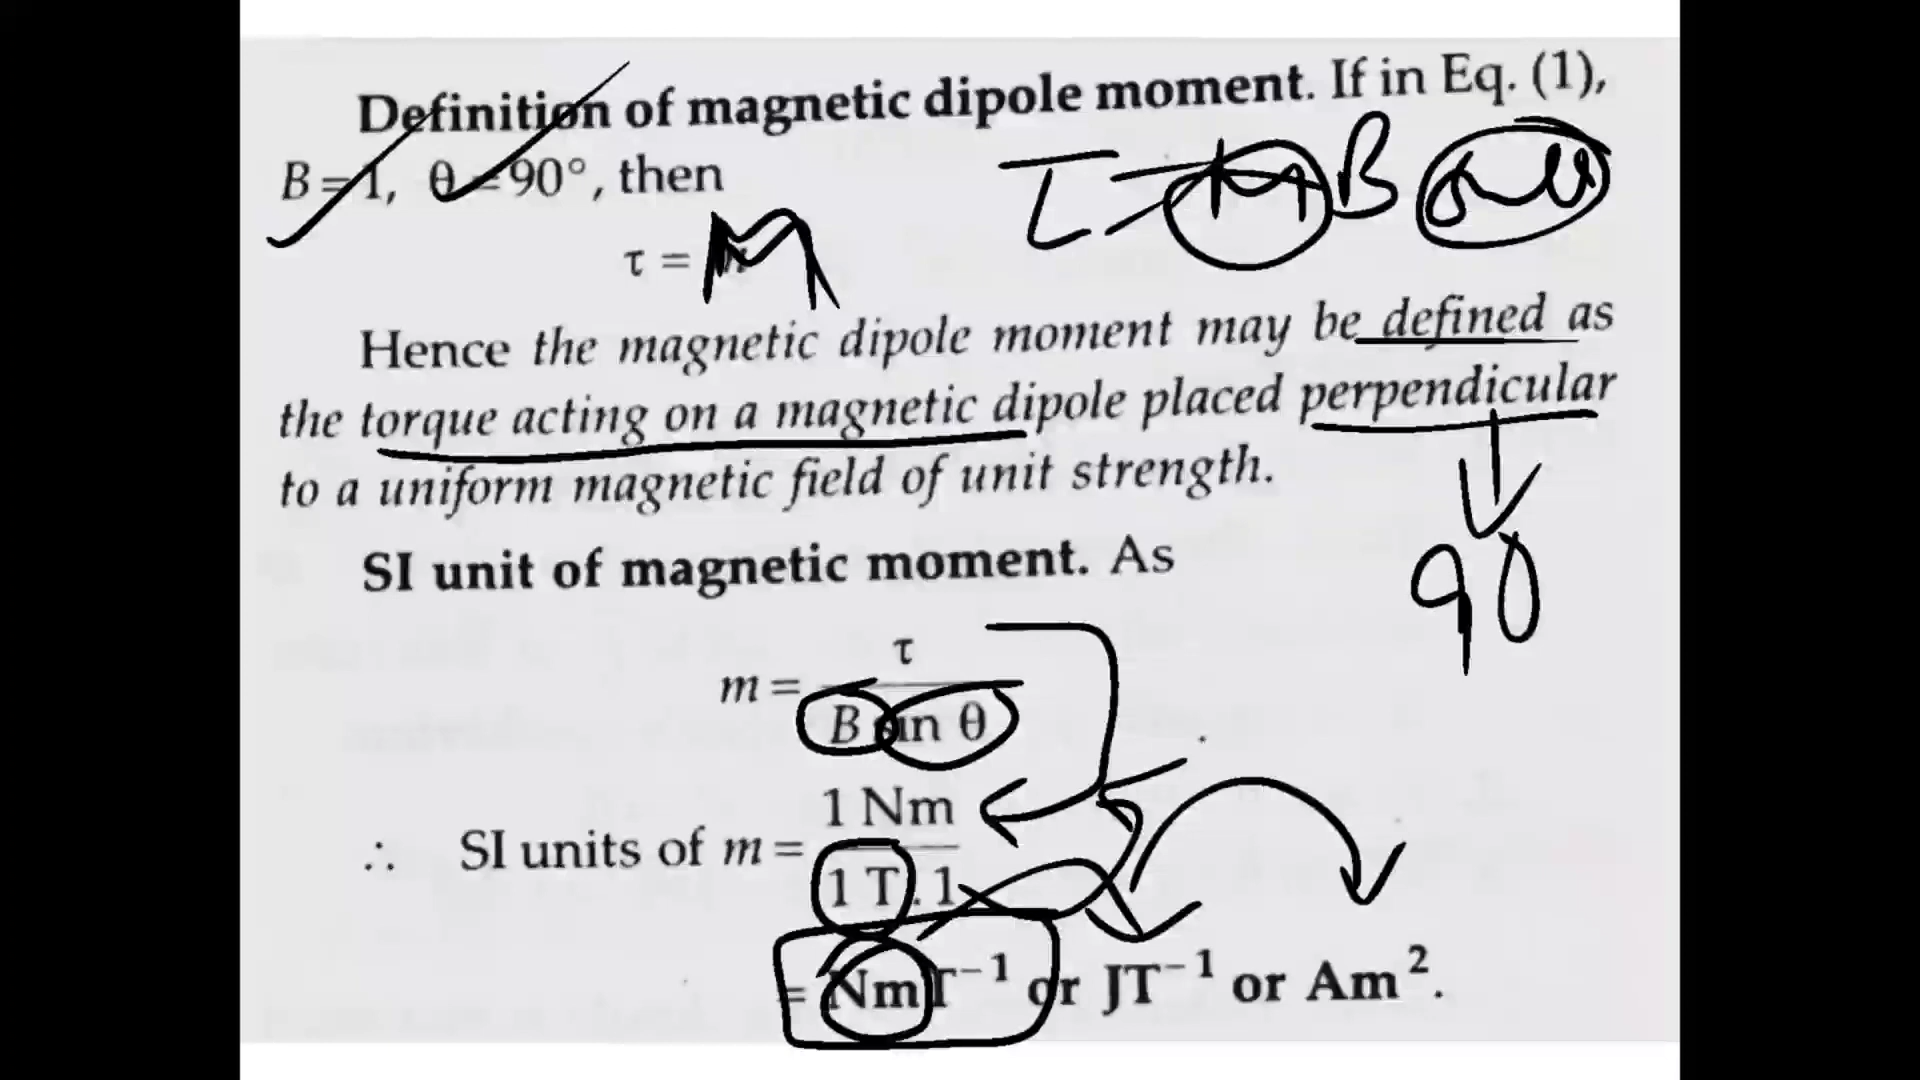 Definition of magnetic dipole moment. If in Eq. (1),
B = 1, θ = 90°, then
τ = MB sin θ
τ = M
Hence the magnetic dipole moment may be defined as
the torque acting on a magnetic dipole placed perpendicular
to a uniform magnetic field of unit strength.
90
SI unit of magnetic moment. As
m = τ / B sin θ
∴ SI units of m = 1 Nm / 1 T . 1
= NmT⁻¹ or JT⁻¹ or Am².